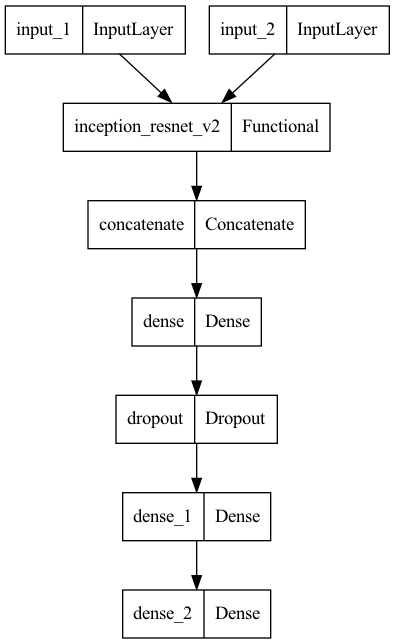 input_1 InputLayer input_2 InputLayer
inception_resnet_v2 Functional
concatenate Concatenate
dense Dense
dropout Dropout
dense_1 Dense
dense_2 Dense